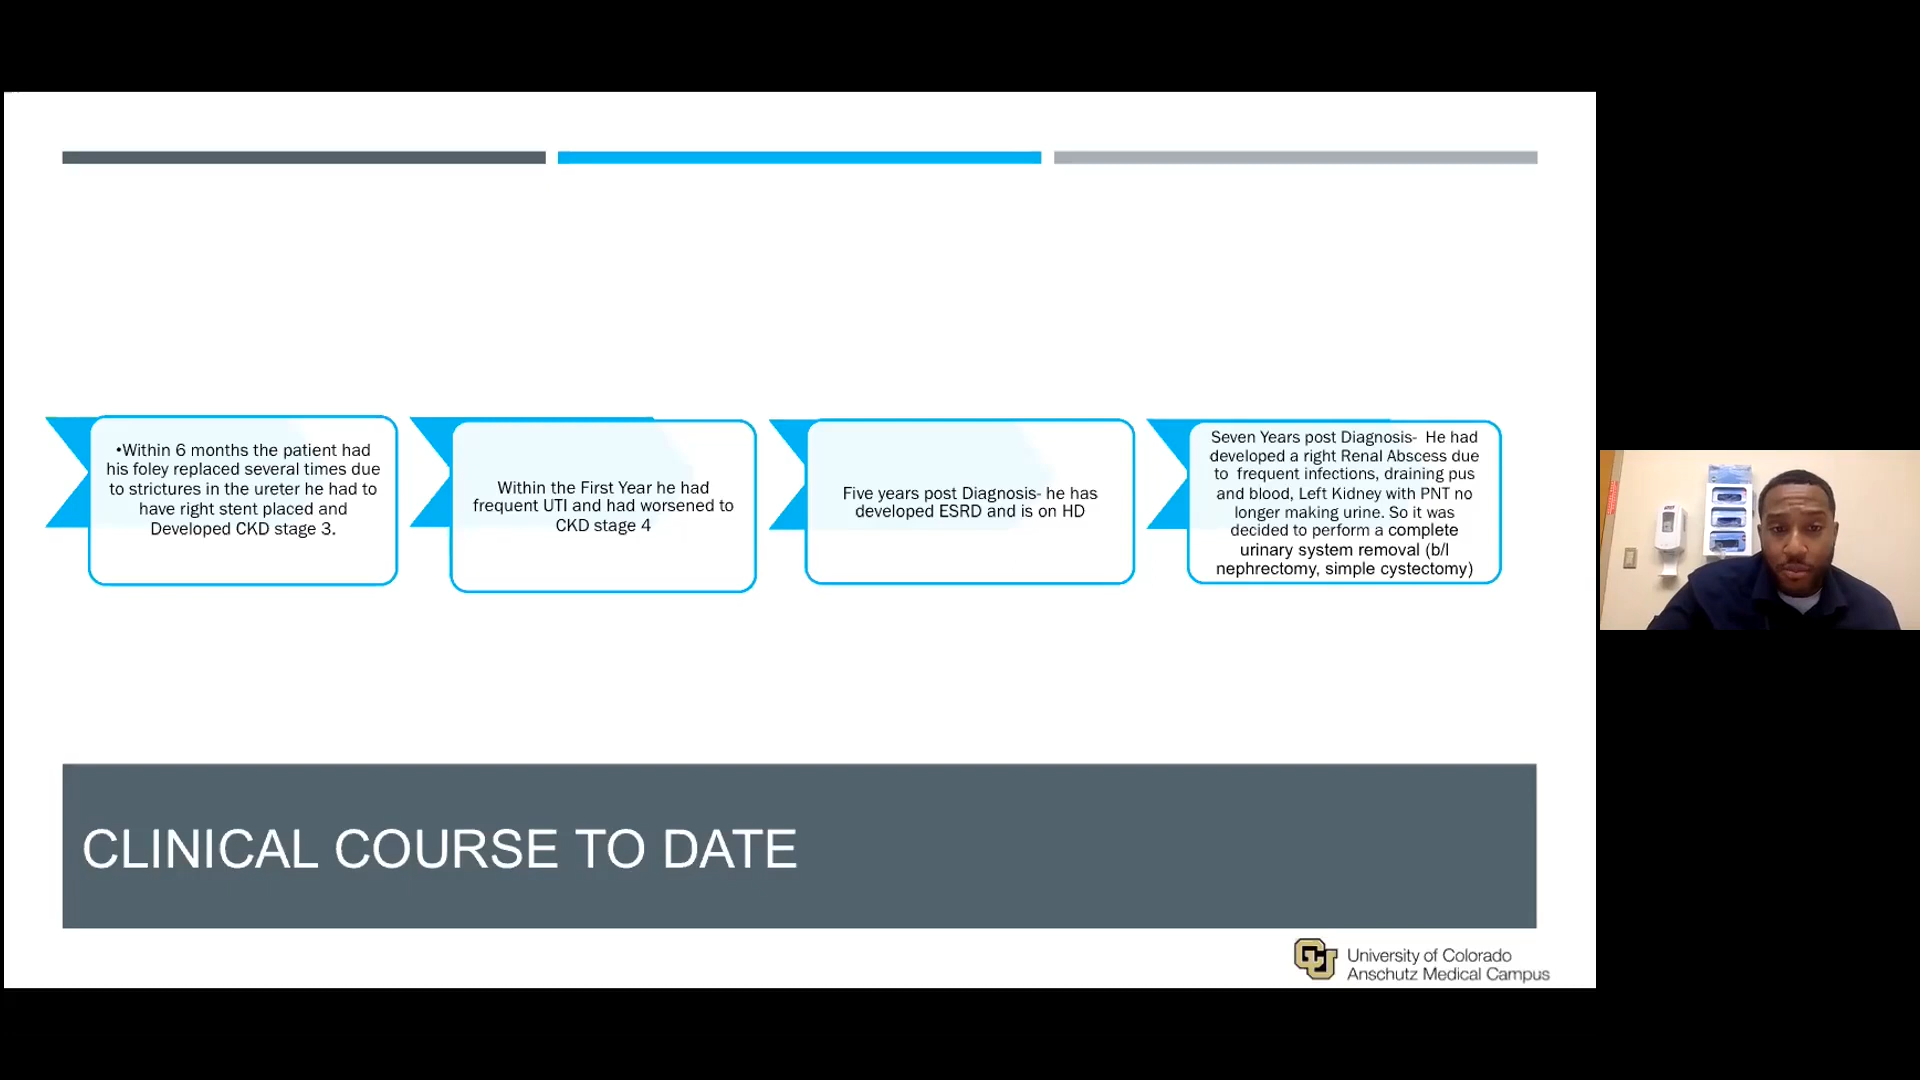 •Within 6 months the patient had
his foley replaced several times due
to strictures in the ureter he had to
have right stent placed and
Developed CKD stage 3.
Within the First Year he had
frequent UTI and had worsened to
CKD stage 4
Five years post Diagnosis- he has
developed ESRD and is on HD
Seven Years post Diagnosis-  He had
developed a right Renal Abscess due
to  frequent infections, draining pus
and blood, Left Kidney with PNT no
longer making urine. So it was
decided to perform a complete
urinary system removal (b/l
nephrectomy, simple cystectomy)
CLINICAL COURSE TO DATE
CU
University of Colorado
Anschutz Medical Campus